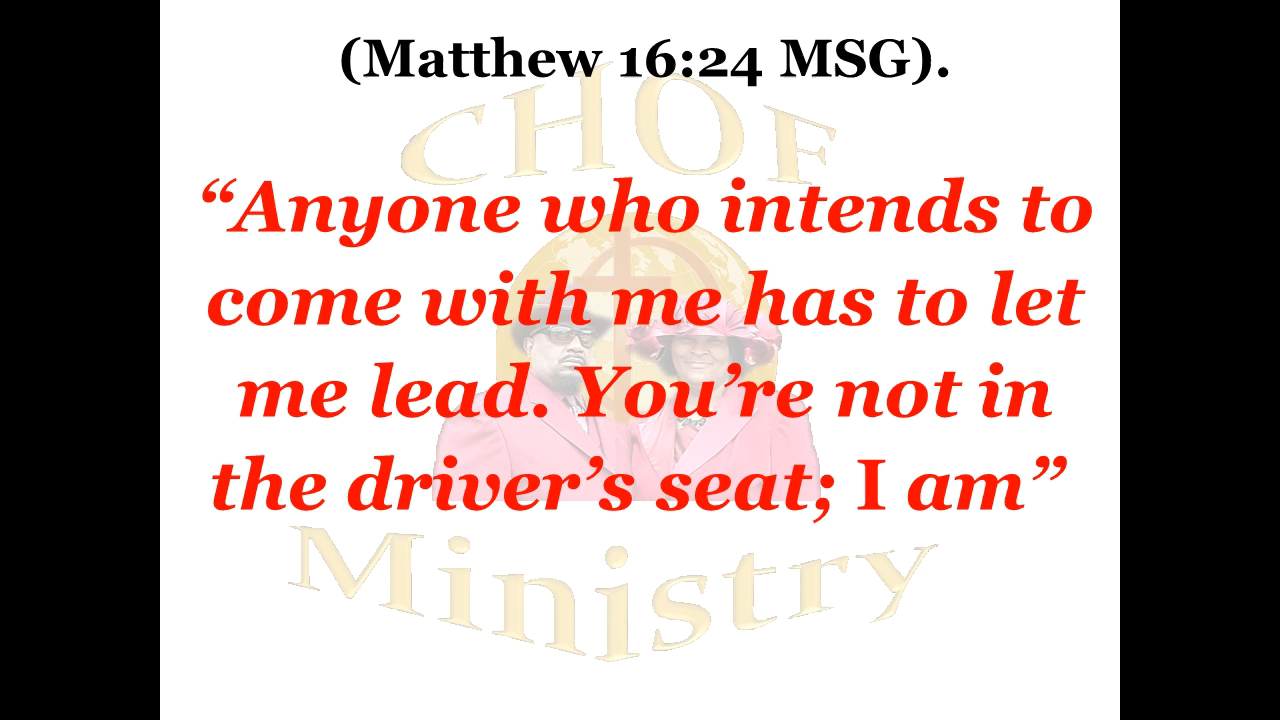 (Matthew 16:24 MSG).
CHOF
“Anyone who intends to
come with me has to let
me lead. You’re not in
the driver’s seat; I am”
Ministry